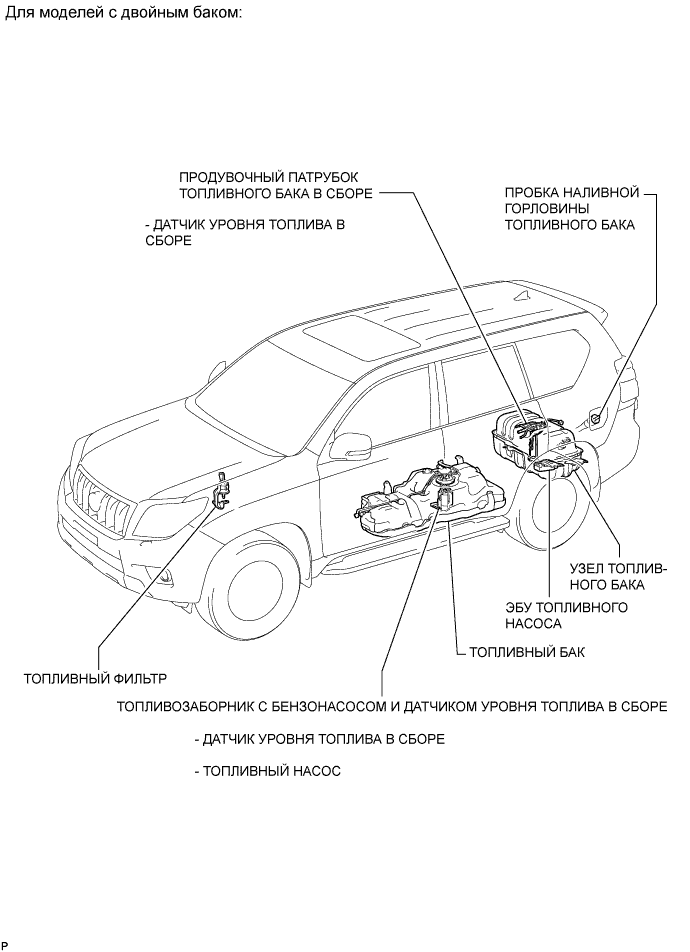 Для моделей с двойным баком:
ПРОДУВОЧНЫЙ ПАТРУБОК
ТОПЛИВНОГО БАКА В СБОРЕ
- ДАТЧИК УРОВНЯ ТОПЛИВА В
СБОРЕ
ПРОБКА НАЛИВНОЙ
ГОРЛОВИНЫ
ТОПЛИВНОГО БАКА
УЗЕЛ ТОПЛИВ-
НОГО БАКА
ЭБУ ТОПЛИВНОГО
НАСОСА
ТОПЛИВНЫЙ БАК
ТОПЛИВНЫЙ ФИЛЬТР
ТОПЛИВОЗАБОРНИК С БЕНЗОНАСОСОМ И ДАТЧИКОМ УРОВНЯ ТОПЛИВА В СБОРЕ
- ДАТЧИК УРОВНЯ ТОПЛИВА В СБОРЕ
- ТОПЛИВНЫЙ НАСОС
P